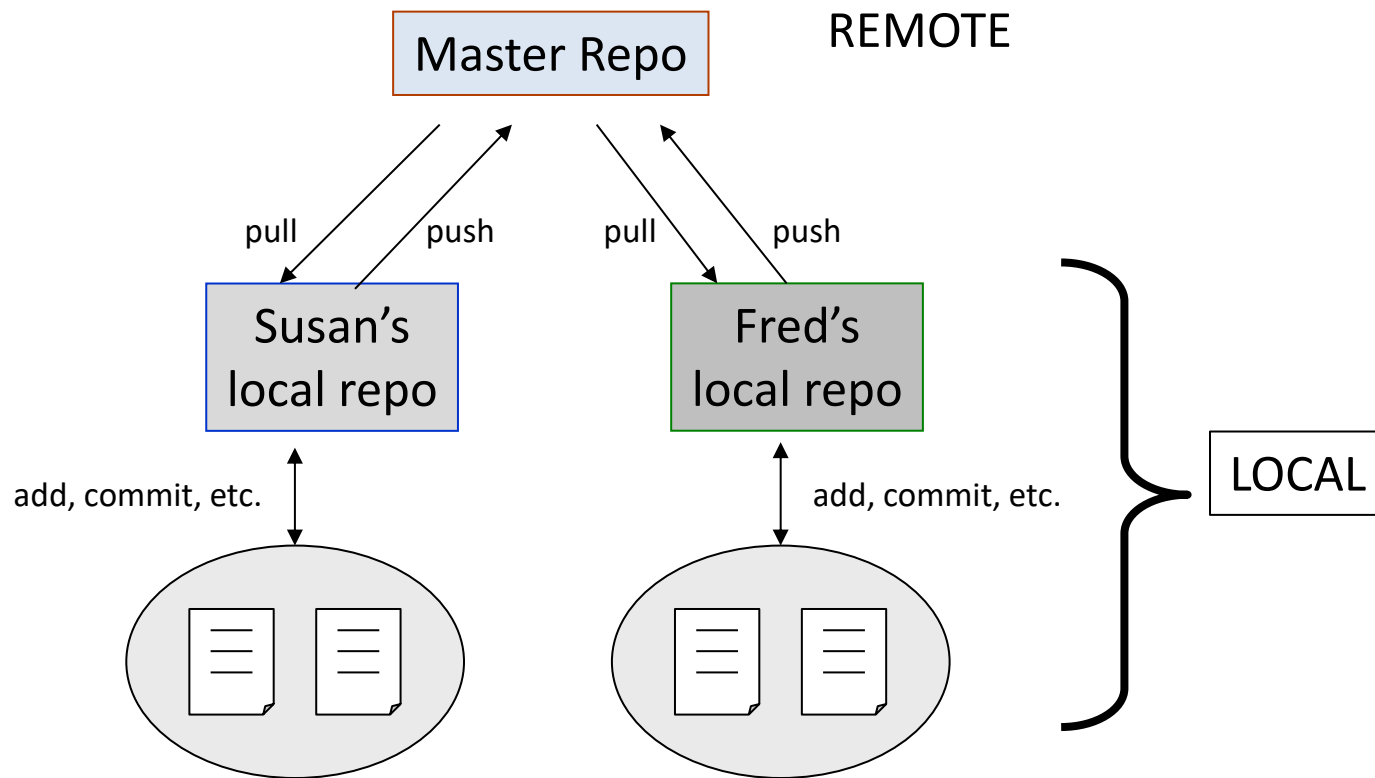 REMOTE
Master Repo
pull
push
pull
push
Susan’s
local repo
Fred’s
local repo
LOCAL
add, commit, etc.
add, commit, etc.